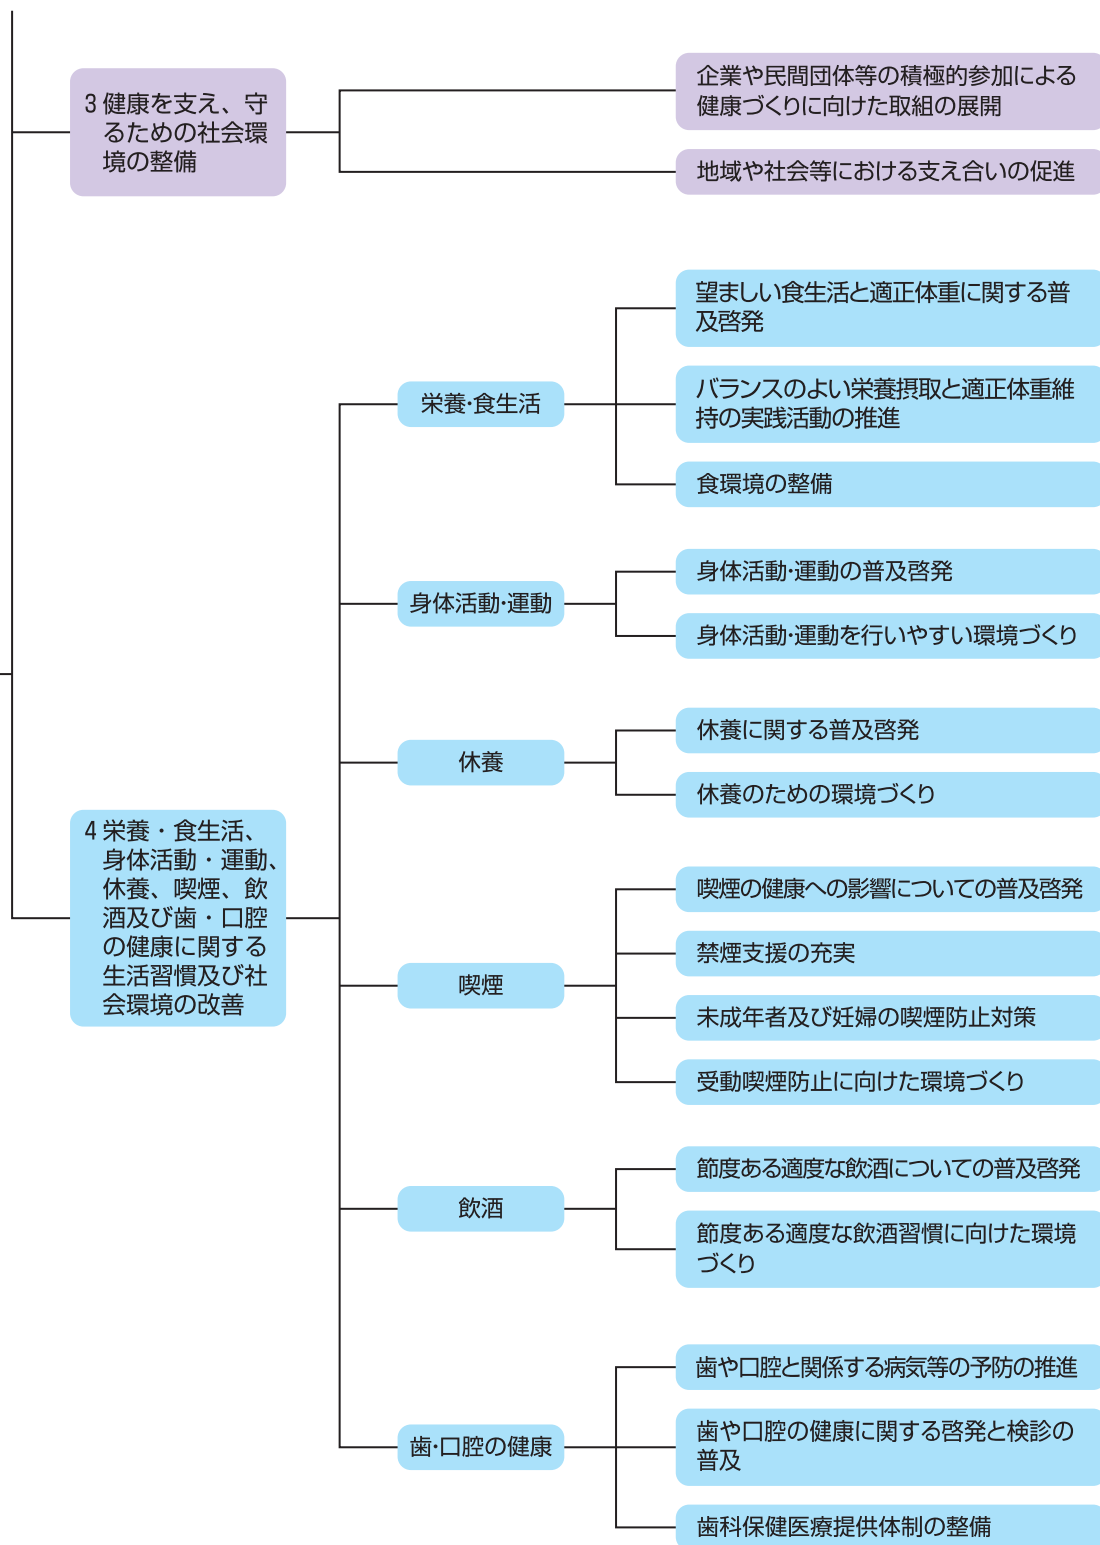 3 健康を支え、守
るための社会環
境の整備
企業や民間団体等の積極的参加による
健康づくりに向けた取組の展開
地域や社会等における支え合いの促進
4 栄養・食生活、
身体活動・運動、
休養、喫煙、飲
酒及び歯・口腔
の健康に関する
生活習慣及び社
会環境の改善
栄養・食生活
望ましい食生活と適正体重に関する普
及啓発
バランスのよい栄養摂取と適正体重維
持の実践活動の推進
食環境の整備
身体活動・運動
身体活動・運動の普及啓発
身体活動・運動を行いやすい環境づくり
休養
休養に関する普及啓発
休養のための環境づくり
喫煙
喫煙の健康への影響についての普及啓発
禁煙支援の充実
未成年者及び妊婦の喫煙防止対策
受動喫煙防止に向けた環境づくり
飲酒
節度ある適度な飲酒についての普及啓発
節度ある適度な飲酒習慣に向けた環境
づくり
歯・口腔の健康
歯や口腔と関係する病気等の予防の推進
歯や口腔の健康に関する啓発と検診の
普及
歯科保健医療提供体制の整備